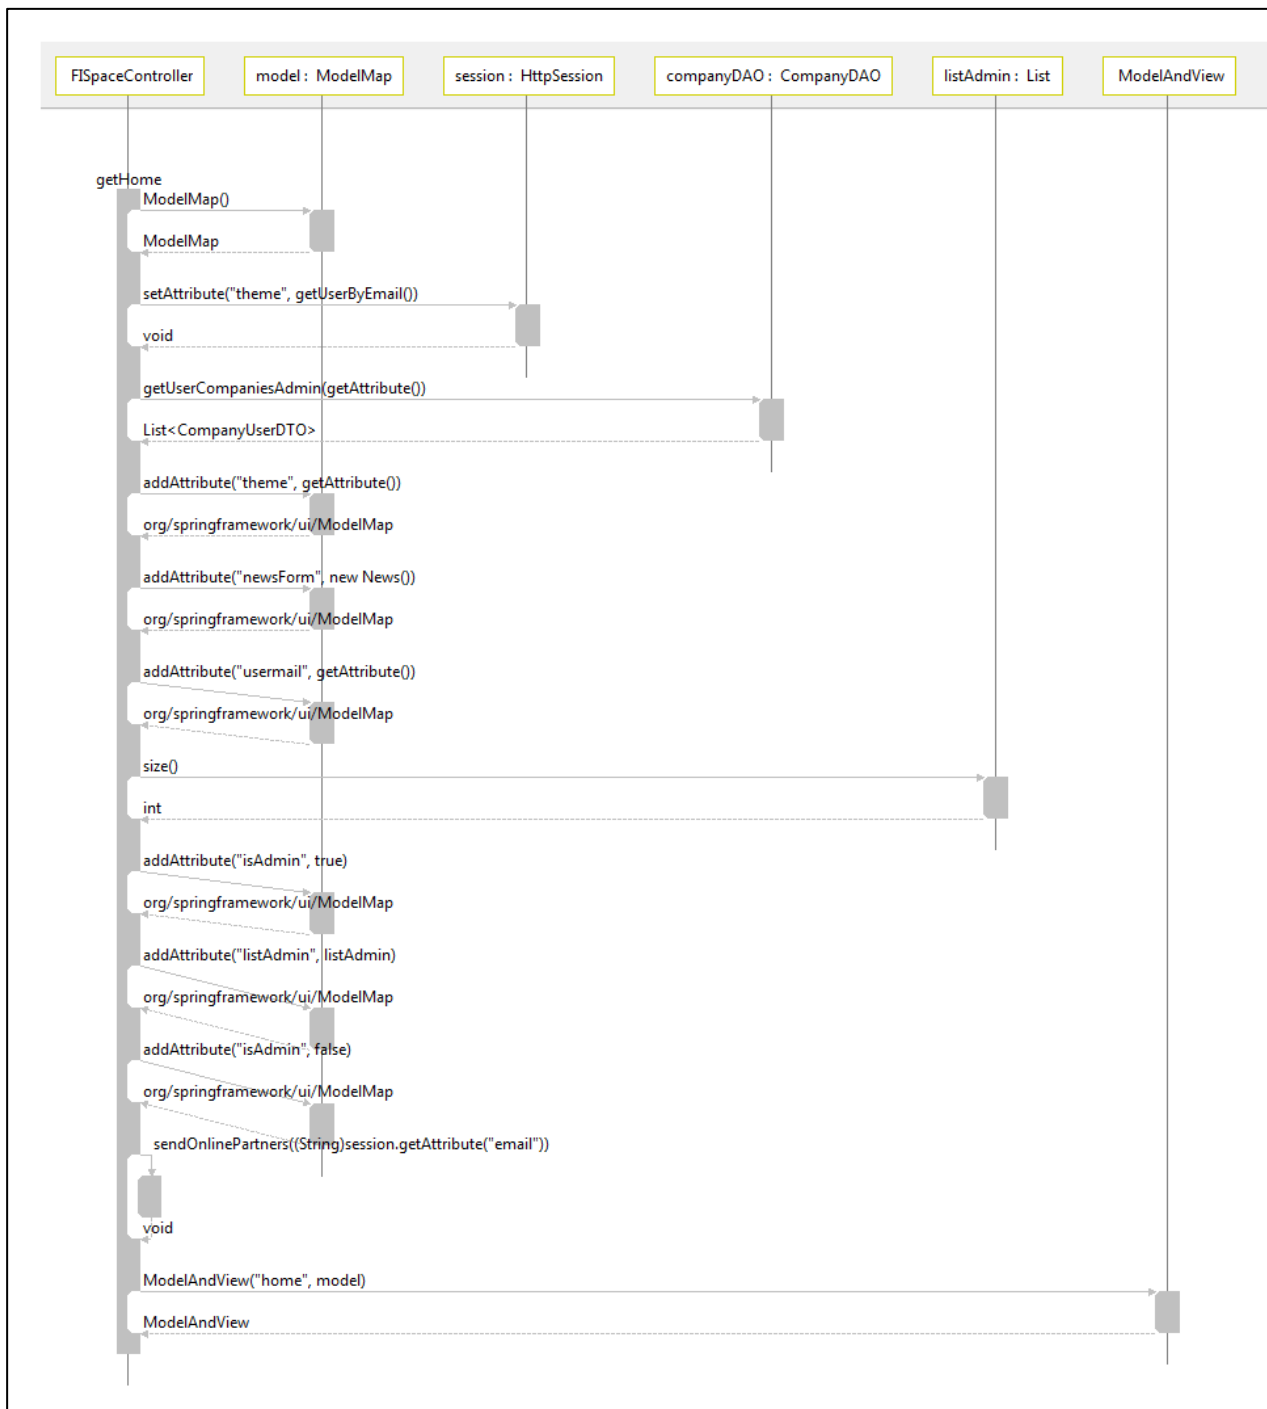 FISpaceController
model : ModelMap
session : HttpSession
companyDAO : CompanyDAO
listAdmin : List
ModelAndView
getHome
ModelMap()
ModelMap
setAttribute("theme", getUserByEmail())
void
getUserCompaniesAdmin(getAttribute())
List<CompanyUserDTO>
addAttribute("theme", getAttribute())
org/springframework/ui/ModelMap
addAttribute("newsForm", new News())
org/springframework/ui/ModelMap
addAttribute("usermail", getAttribute())
org/springframework/ui/ModelMap
size()
int
addAttribute("isAdmin", true)
org/springframework/ui/ModelMap
addAttribute("listAdmin", listAdmin)
org/springframework/ui/ModelMap
addAttribute("isAdmin", false)
org/springframework/ui/ModelMap
sendOnlinePartners((String)session.getAttribute("email"))
void
ModelAndView("home", model)
ModelAndView